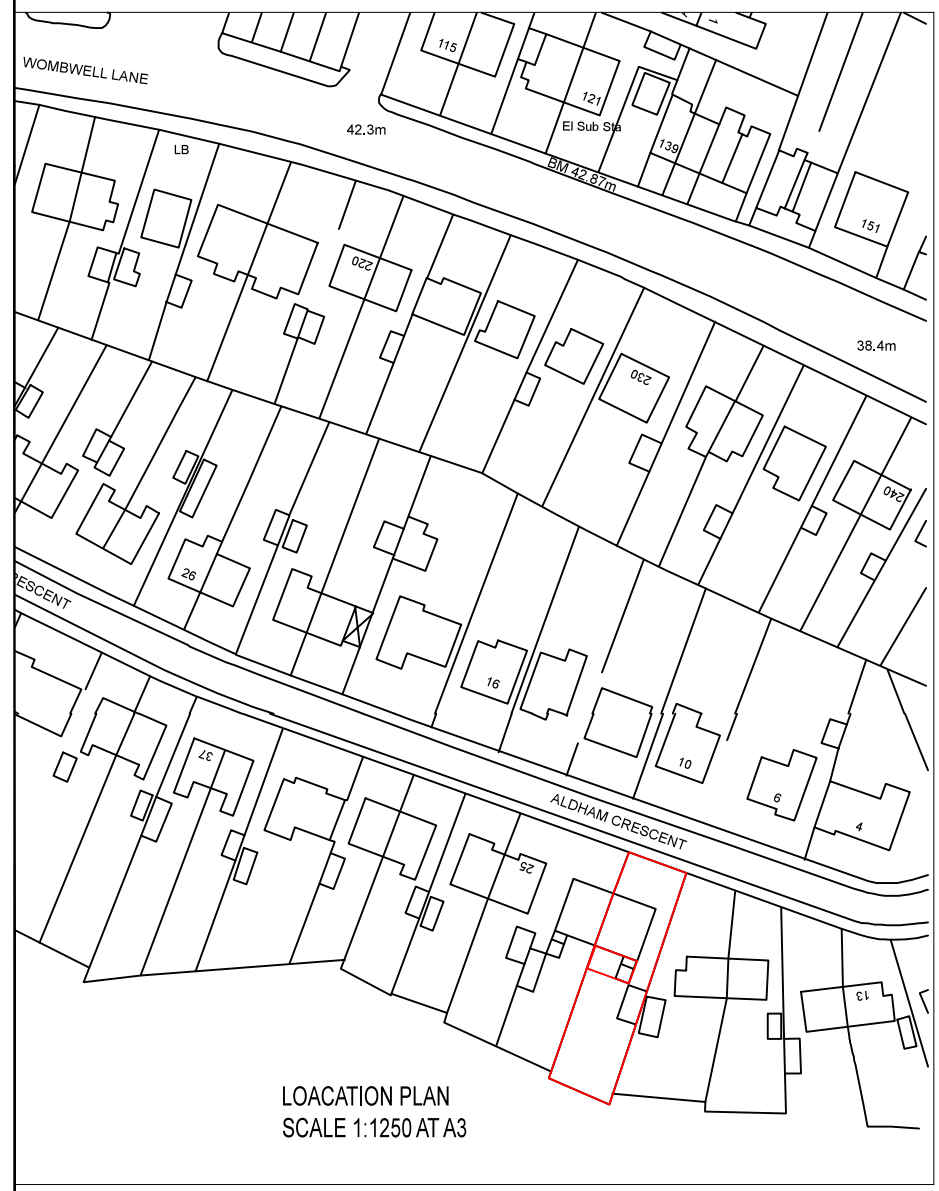 115
WOMBWELL LANE
121
El Sub Sta
42.3m
139
LB
BM 42.87m
151
220
38.4m
230
240
26
RESCENT
16
37
10
6
ALDHAM CRESCENT
4
25
13
LOACATION PLAN
SCALE 1:1250 AT A3